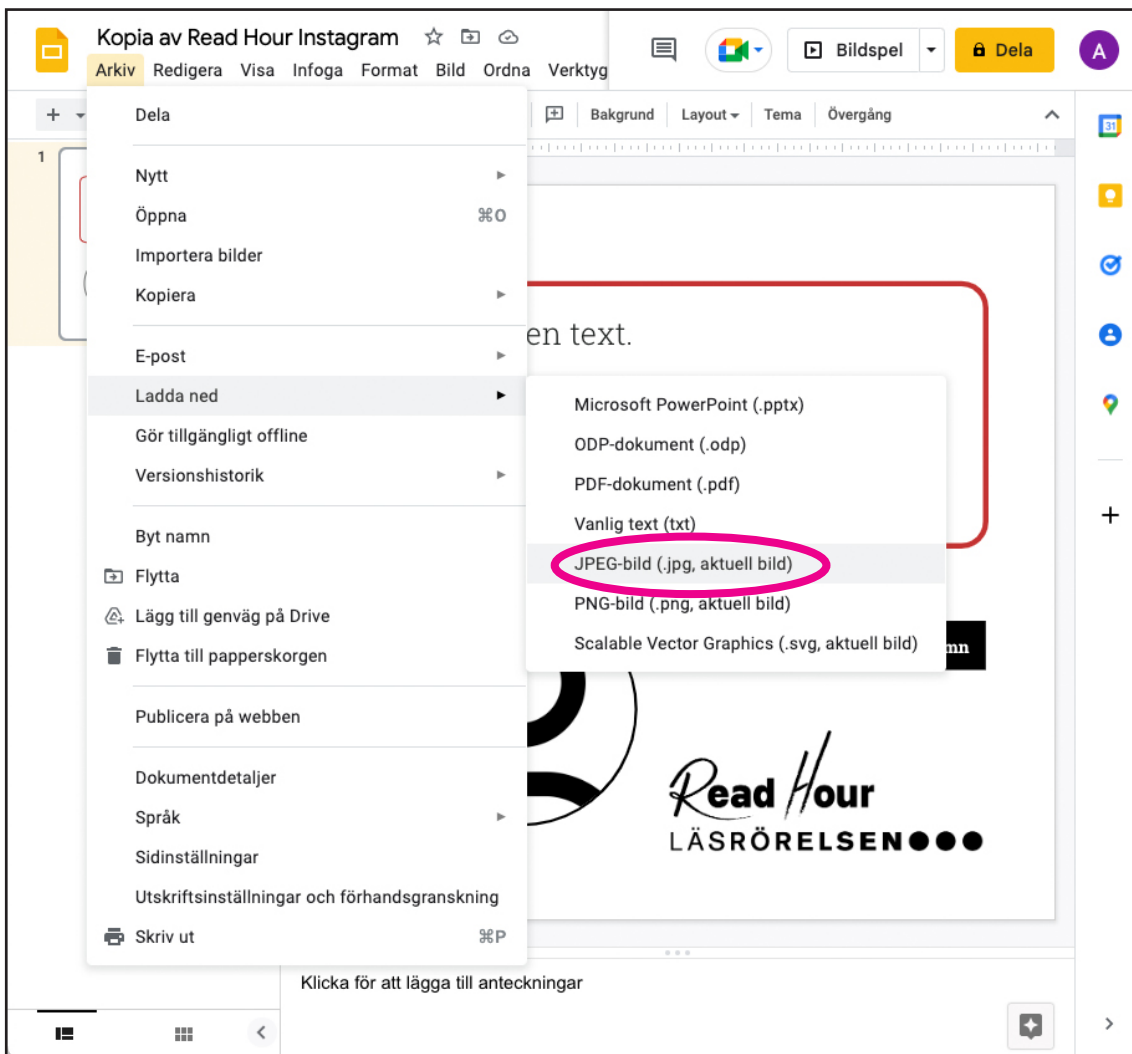 Kopia av Read Hour Instagram
Arkiv Redigera Visa Infoga Format Bild Ordna Verktyg
Bildspel
Dela
A
Bakgrund Layout Tema Övergång
31
1
Dela
Nytt
Öppna ⌘O
Importera bilder
Kopiera
E-post
Ladda ned
Gör tillgängligt offline
Versionshistorik
Byt namn
Flytta
Lägg till genväg på Drive
Flytta till papperskorgen
Publicera på webben
Dokumentdetaljer
Språk
Sidinställningar
Utskriftsinställningar och förhandsgranskning
Skriv ut ⌘P
en text.
Microsoft PowerPoint (.pptx)
ODP-dokument (.odp)
PDF-dokument (.pdf)
Vanlig text (txt)
JPEG-bild (.jpg, aktuell bild)
PNG-bild (.png, aktuell bild)
Scalable Vector Graphics (.svg, aktuell bild)
mn
Read Hour
LÄSRÖRELSEN
Klicka för att lägga till anteckningar